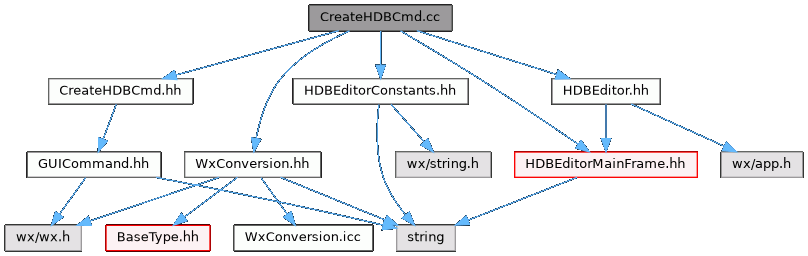 CreateHDBCmd.cc
CreateHDBCmd.hh
HDBEditorConstants.hh
HDBEditor.hh
GUICommand.hh
WxConversion.hh
wx/string.h
HDBEditorMainFrame.hh
wx/app.h
wx/wx.h
BaseType.hh
WxConversion.icc
string